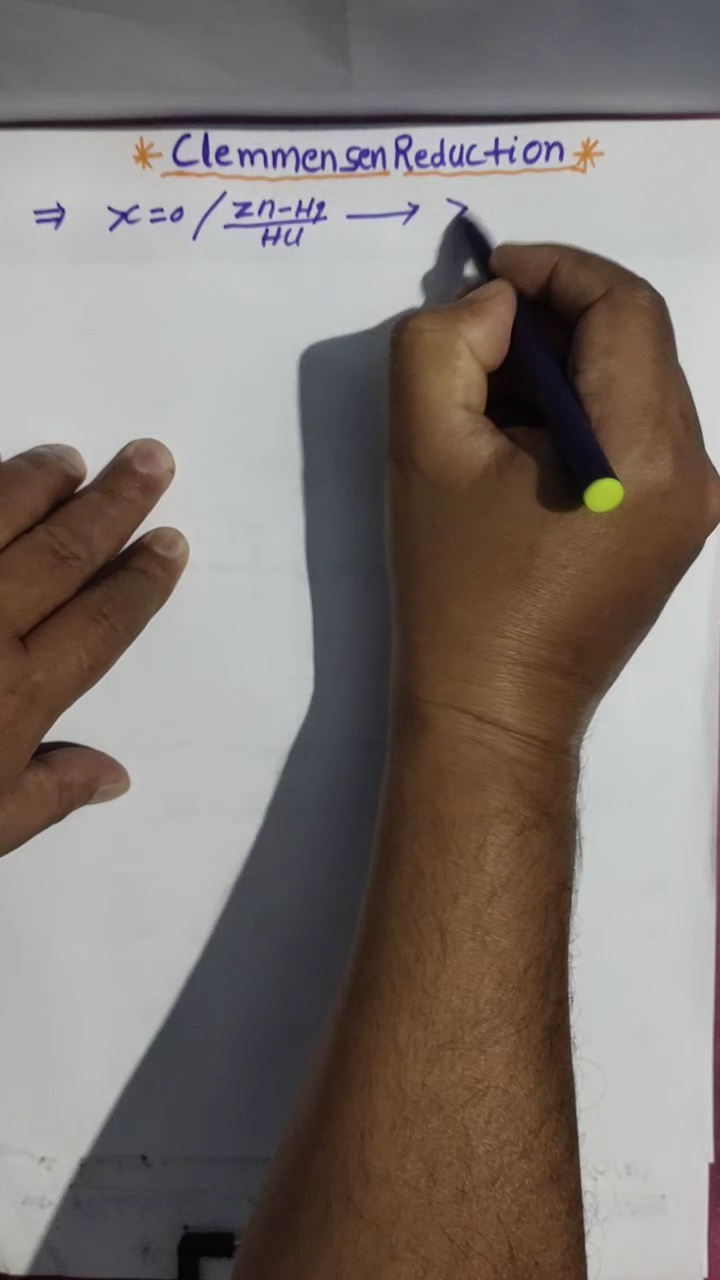 * Clemmensen Reduction *
⇒ >c=o / Zn-Hg / HCl → >